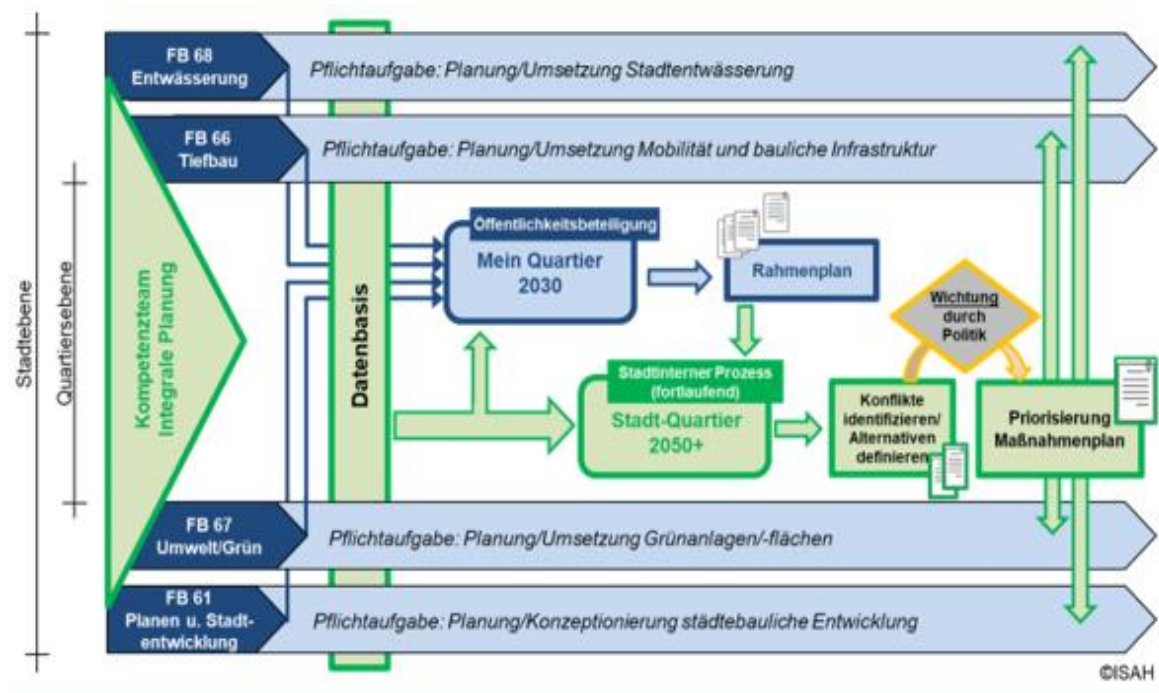 FB 68
Entwässerung
Pflichtaufgabe: Planung/Umsetzung Stadtentwässerung
FB 66
Tiefbau
Pflichtaufgabe: Planung/Umsetzung Mobilität und bauliche Infrastruktur
Stadtebene
Quartiersebene
Kompetenzteam
Integrale Planung
Datenbasis
Öffentlichkeitsbeteiligung
Mein Quartier
2030
Rahmenplan
Wichtung
durch
Politik
Stadtinterner Prozess
(fortlaufend)
Stadt-Quartier
2050+
Konflikte
identifizieren/
Alternativen
definieren
Priorisierung
Maßnahmenplan
FB 67
Umwelt/Grün
Pflichtaufgabe: Planung/Umsetzung Grünanlagen/-flächen
FB 61
Planen u. Stadt-
entwicklung
Pflichtaufgabe: Planung/Konzeptionierung städtebauliche Entwicklung
©ISAH